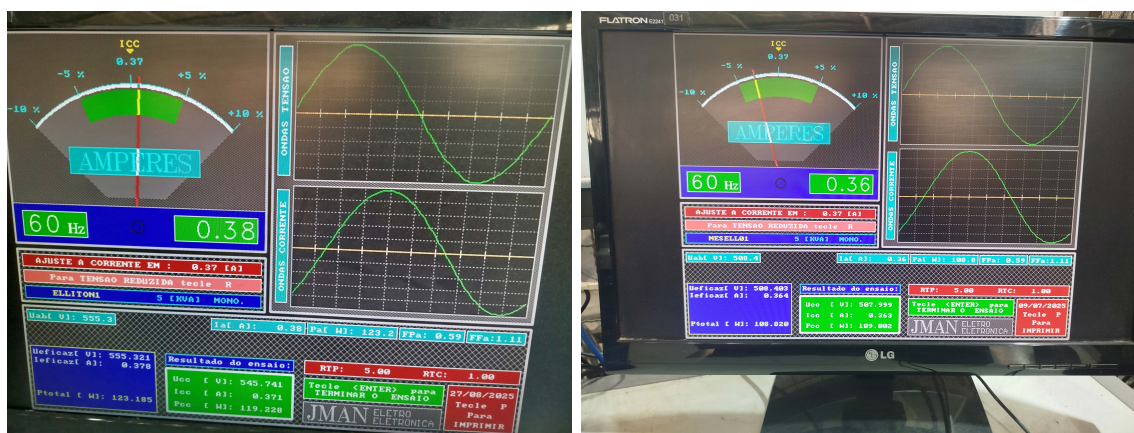 ICC
0.37
-5 %
+5 %
-10 %
+10 %
AMPERES
60 Hz
0.38
ONDAS TENSAO
ONDAS CORRENTE
AJUSTE A CORRENTE EM : 0.37 [A]
Para TENSAO REDUZIDA tecle R
ELLITON1 5 [KVA] MONO.
Uab[ V]: 555.3
Ia[ A]: 0.38
Pa[ W]: 123.2
FPa: 0.59
FFa:1.11
Ueficaz[ V]: 555.321
Ieficaz[ A]: 0.378
Ptotal [ W]: 123.185
Resultado do ensaio:
Ucc [ V]: 545.741
Icc [ A]: 0.371
Pcc [ W]: 119.228
RTP: 5.00 RTC: 1.00
Tecle <ENTER> para
TERMINAR O ENSAIO
JMAN ELETRO
ELETRONICA
27/08/2025
Tecle P
Para
IMPRIMIR
FLATRON E2241
031
ICC
0.37
-5 %
+5 %
-10 %
+10 %
AMPERES
60 Hz
0.36
ONDAS TENSAO
ONDAS CORRENTE
AJUSTE A CORRENTE EM : 0.37 [A]
Para TENSAO REDUZIDA tecle R
MESELL01 5 [KVA] MONO.
Uab[ V]: 508.4
Ia[ A]: 0.36
Pa[ W]: 108.8
FPa: 0.59
FFa:1.11
Ueficaz[ V]: 508.403
Ieficaz[ A]: 0.364
Ptotal [ W]: 108.820
Resultado do ensaio:
Ucc [ V]: 507.999
Icc [ A]: 0.363
Pcc [ W]: 109.002
RTP: 5.00 RTC: 1.00
Tecle <ENTER> para
TERMINAR O ENSAIO
JMAN ELETRO
ELETRONICA
09/07/2025
Tecle P
Para
IMPRIMIR
LG